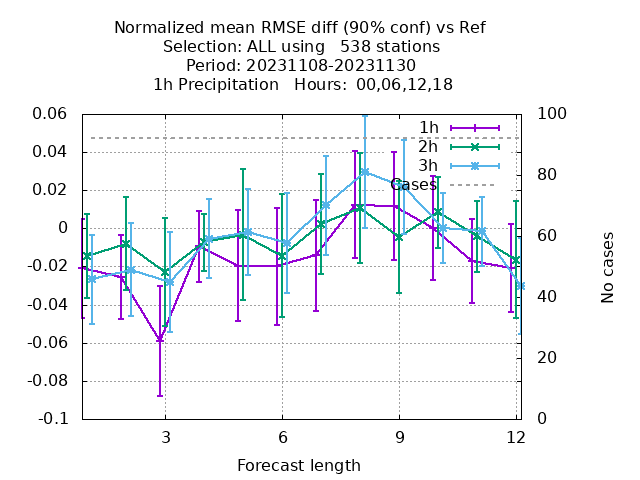 Normalized mean RMSE diff (90% conf) vs Ref
Selection: ALL using   538 stations
Period: 20231108-20231130
1h Precipitation   Hours:  00,06,12,18
0.06
0.04
0.02
0
-0.02
-0.04
-0.06
-0.08
-0.1
1h
2h
3h
Cases
100
80
60
40
20
0
No cases
3
6
9
12
Forecast length